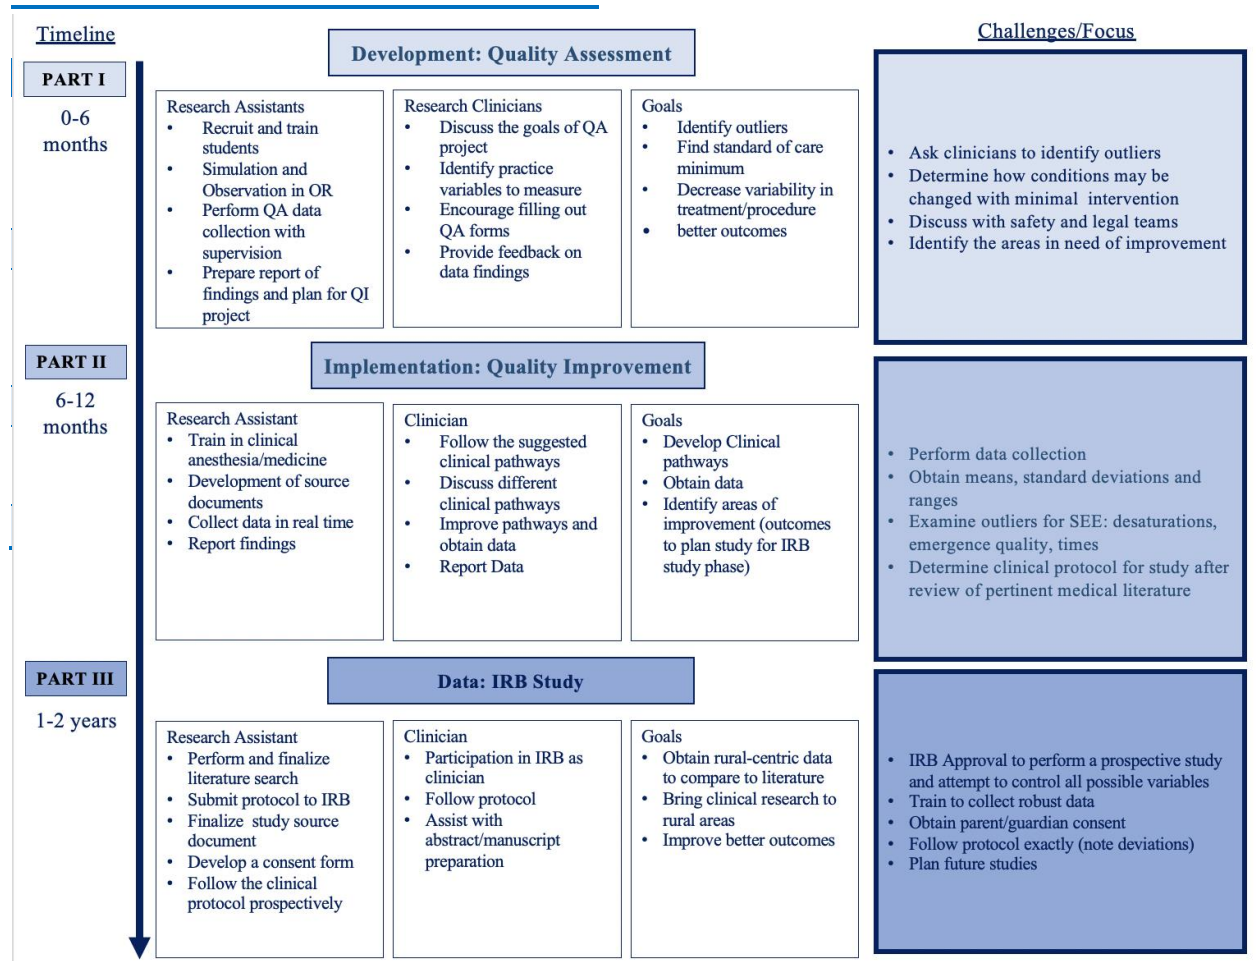 Timeline
Challenges/Focus
Development: Quality Assessment
PART I
0-6
months
Research Assistants
• Recruit and train
students
• Simulation and
Observation in OR
• Perform QA data
collection with
supervision
• Prepare report of
findings and plan for QI
project
Research Clinicians
• Discuss the goals of QA
project
• Identify practice
variables to measure
• Encourage filling out
QA forms
• Provide feedback on
data findings
Goals
• Identify outliers
• Find standard of care
minimum
• Decrease variability in
treatment/procedure
• better outcomes
• Ask clinicians to identify outliers
• Determine how conditions may be
changed with minimal intervention
• Discuss with safety and legal teams
• Identify the areas in need of improvement
Implementation: Quality Improvement
PART II
6-12
months
Research Assistant
• Train in clinical
anesthesia/medicine
• Development of source
documents
• Collect data in real time
• Report findings
Clinician
• Follow the suggested
clinical pathways
• Discuss different
clinical pathways
• Improve pathways and
obtain data
• Report Data
Goals
• Develop Clinical
pathways
• Obtain data
• Identify areas of
improvement (outcomes
to plan study for IRB
study phase)
• Perform data collection
• Obtain means, standard deviations and
ranges
• Examine outliers for SEE: desaturations,
emergence quality, times
• Determine clinical protocol for study after
review of pertinent medical literature
Data: IRB Study
PART III
1-2 years
Research Assistant
• Perform and finalize
literature search
• Submit protocol to IRB
• Finalize study source
document
• Develop a consent form
• Follow the clinical
protocol prospectively
Clinician
• Participation in IRB as
clinician
• Follow protocol
• Assist with
abstract/manuscript
preparation
Goals
• Obtain rural-centric data
to compare to literature
• Bring clinical research to
rural areas
• Improve better outcomes
• IRB Approval to perform a prospective study
and attempt to control all possible variables
• Train to collect robust data
• Obtain parent/guardian consent
• Follow protocol exactly (note deviations)
• Plan future studies